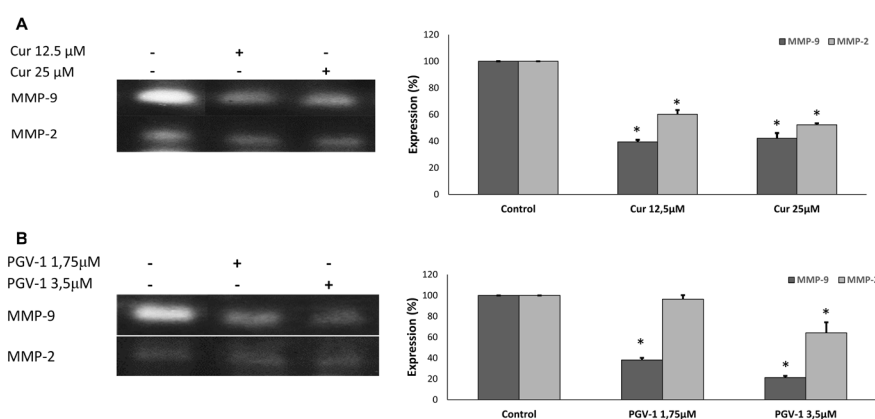 A
Cur 12.5 µM - + -
Cur 25 µM - - +
MMP-9
MMP-2
Expression (%)
120
100
80
60
40
20
0
MMP-9 MMP-2
* * * *
Control Cur 12,5µM Cur 25µM
B
PGV-1 1,75µM - + -
PGV-1 3,5µM - - +
MMP-9
MMP-2
Expression (%)
120
100
80
60
40
20
0
MMP-9 MMP-2
* * *
Control PGV-1 1,75µM PGV-1 3,5µM